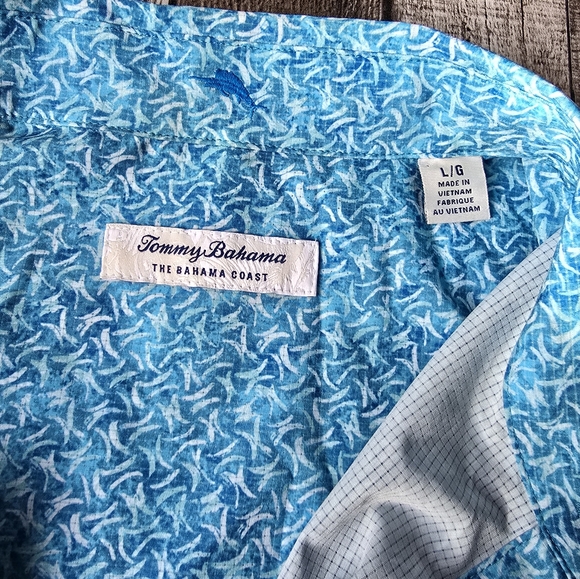 L/G
MADE IN
VIETNAM
FABRIQUE
AU VIETNAM
Tommy Bahama
THE BAHAMA COAST